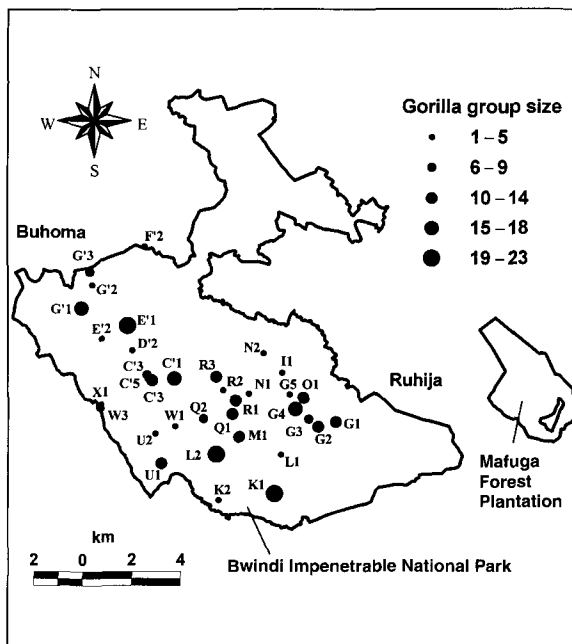 N
W E
S
Gorilla group size
1 – 5
6 – 9
10 – 14
15 – 18
19 – 23
Buhoma
F'2
G'3
G'2
G'1
E'1
E'2
D'2
N2
C'3
C'1
R3
I1
C'5
C'3
R2
N1
G5
O1
Ruhija
X1
W3
W1
Q2
R1
G4
G1
Q1
G3
G2
U2
M1
L2
L1
U1
K2
K1
Mafuga
Forest
Plantation
km
2 0 2 4
Bwindi Impenetrable National Park